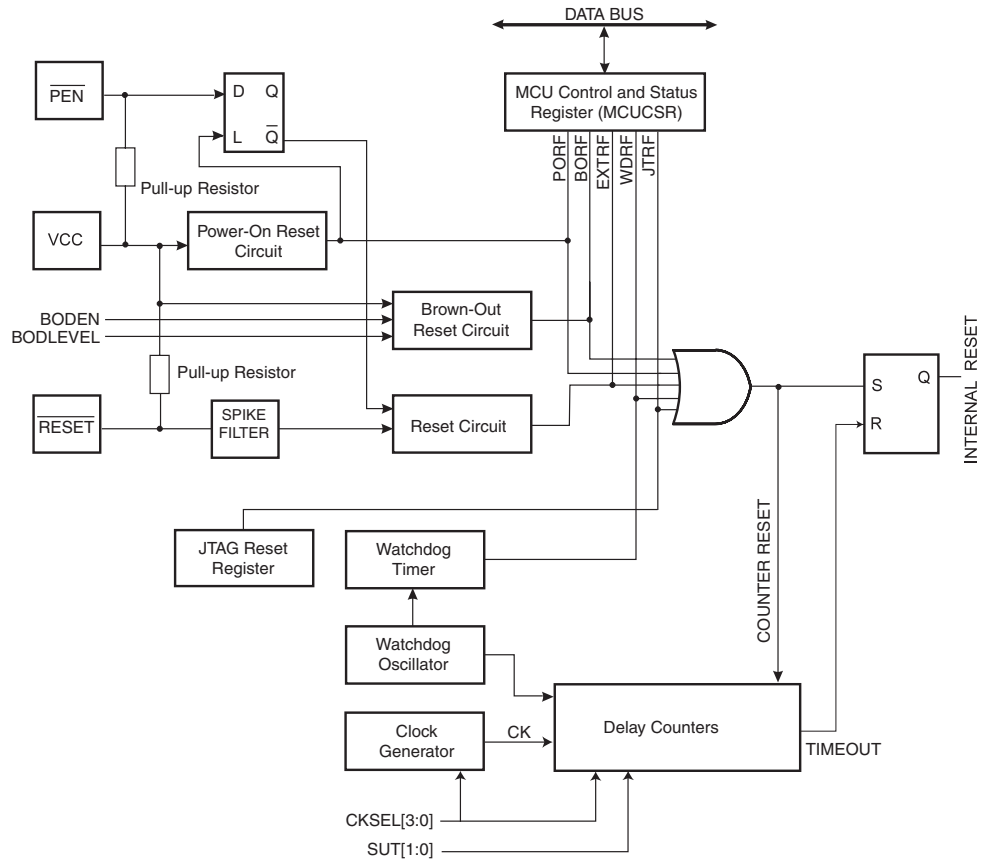 DATA BUS
MCU Control and Status
Register (MCUCSR)
PORF
BORF
EXTRF
WDRF
JTRF
PEN
D Q
L Q
Pull-up Resistor
VCC
Power-On Reset
Circuit
BODEN
BODLEVEL
Brown-Out
Reset Circuit
Pull-up Resistor
RESET
SPIKE
FILTER
Reset Circuit
S Q
R
INTERNAL RESET
JTAG Reset
Register
Watchdog
Timer
COUNTER RESET
Watchdog
Oscillator
Clock
Generator
CK
Delay Counters
TIMEOUT
CKSEL[3:0]
SUT[1:0]